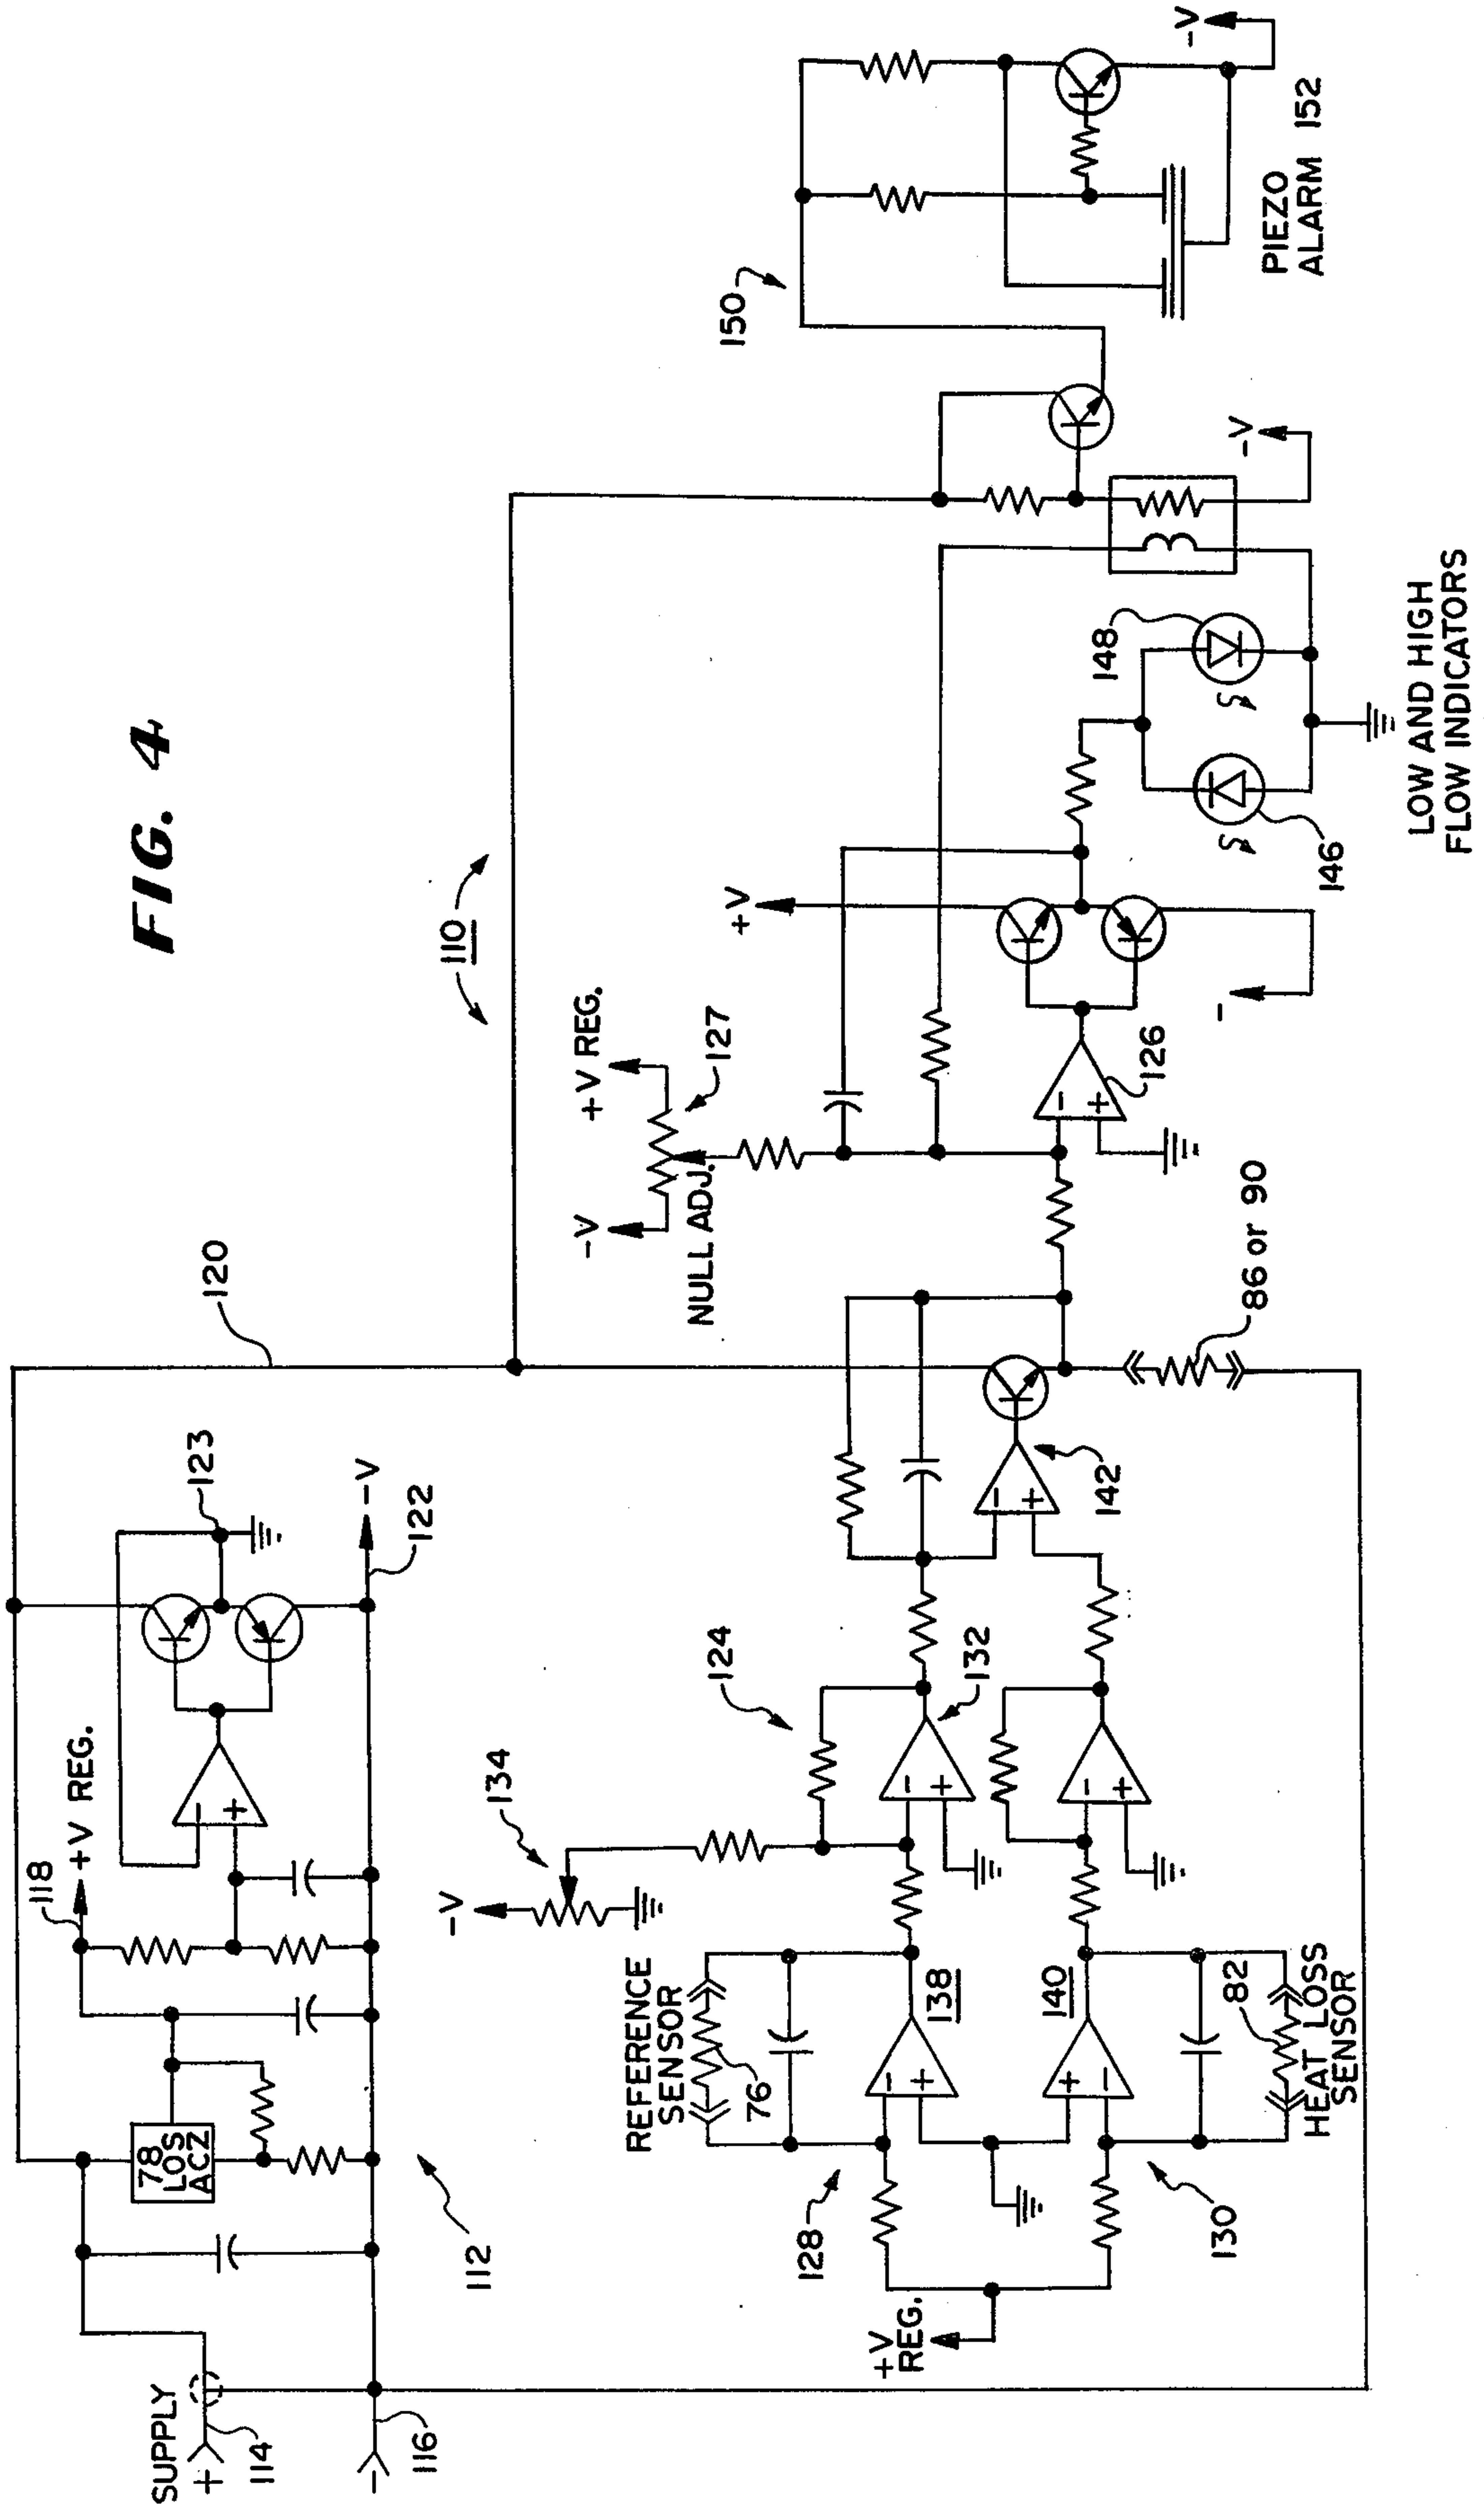 FIG. 4
SUPPLY
+
114
-
116
112
78
LOS
ACZ
118
+V REG.
-
+
123
120
-V
122
110
+V
REG.
128
130
REFERENCE
SENSOR
76
-
+
138
140
+
-
82
HEAT LOSS
SENSOR
-V
134
124
-
+
132
-
+
-
+
142
86 or 90
-V
+V REG.
NULL ADJ.
127
-
+
126
+V
-
146
148
LOW AND HIGH
FLOW INDICATORS
-V
150
PIEZO
ALARM 152
-V